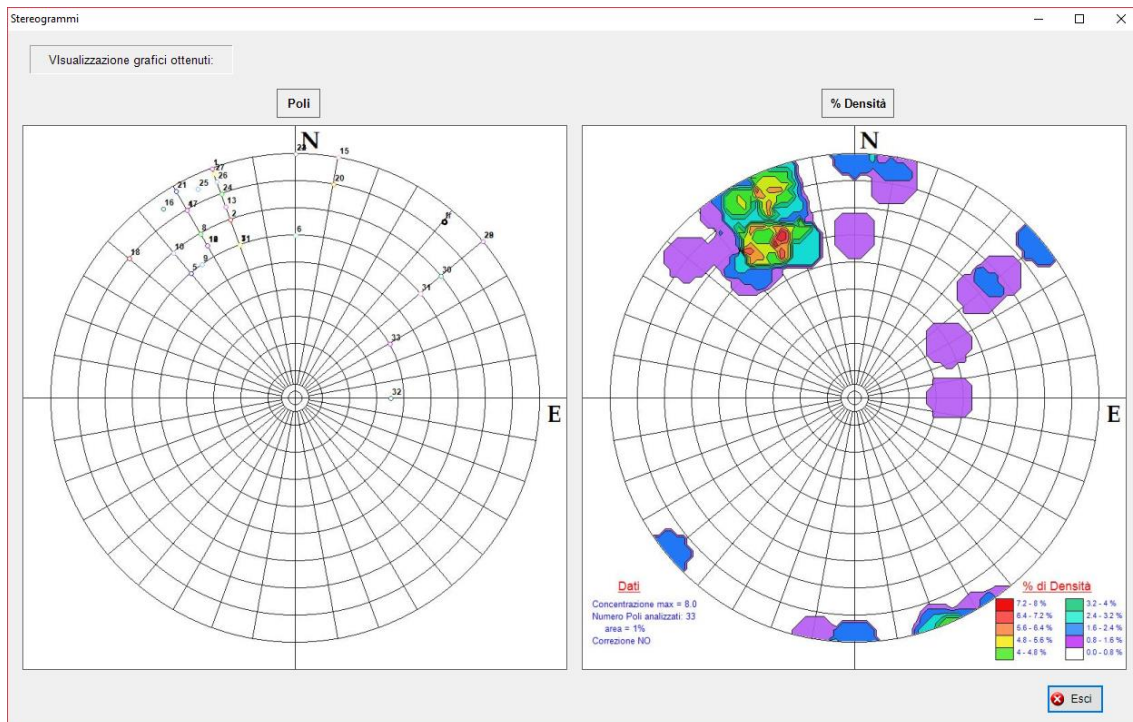 Stereogrammi
VIsualizzazione grafici ottenuti:
Poli
% Densità
N
15
1
27
26
25
21
20
24
16
13
2
8
6
10
18
9
5
30
31
33
32
E
N
E
Dati
Concentrazione max = 8.0
Numero Poli analizzati: 33
area = 1%
Correzione NO
% di Densità
7.2 - 8 %
3.2 - 4 %
6.4 - 7.2 %
2.4 - 3.2 %
5.6 - 6.4 %
1.6 - 2.4 %
4.8 - 5.6 %
0.8 - 1.6 %
4 - 4.8 %
0.0 - 0.8 %
Esci